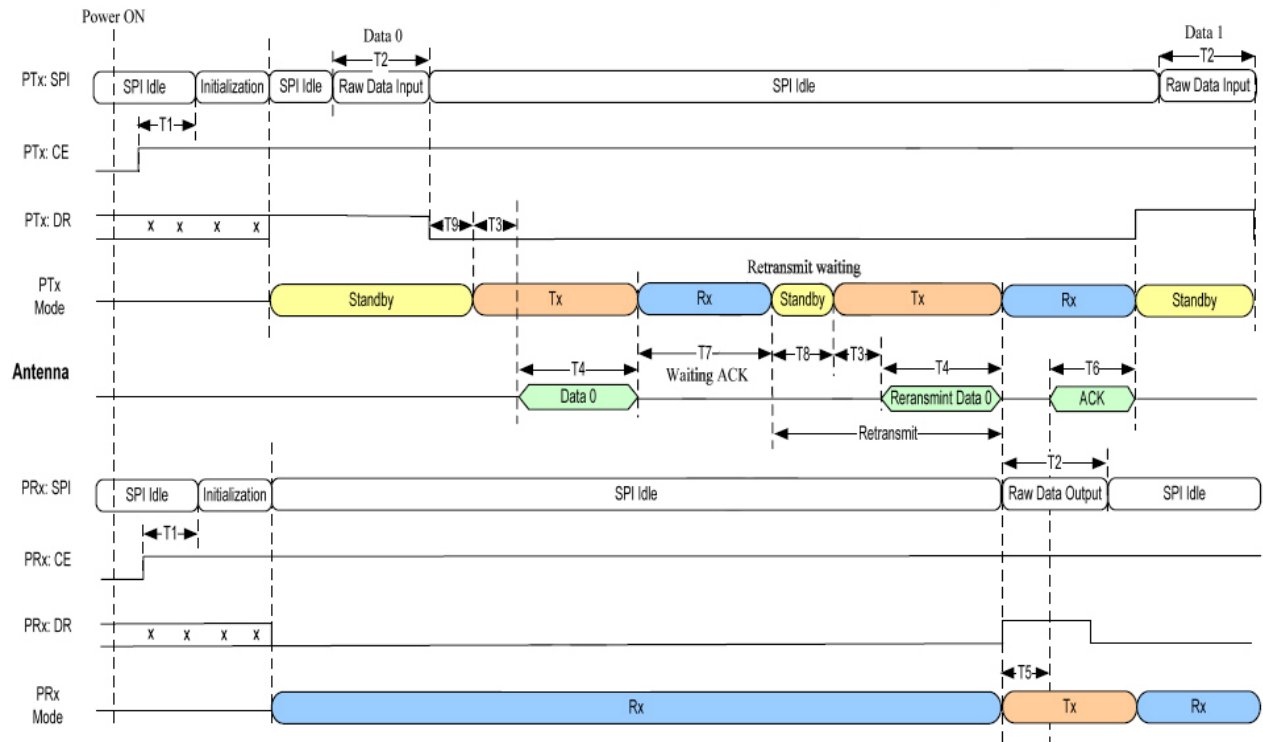 Power ON
Data 0
Data 1
T2
T2
PTx: SPI
SPI Idle
Initialization
SPI Idle
Raw Data Input
SPI Idle
Raw Data Input
T1
PTx: CE
PTx: DR
x x x x
T9
T3
Retransmit waiting
PTx
Mode
Standby
Tx
Rx
Standby
Tx
Rx
Standby
Antenna
T4
T7
T8
T3
T4
T6
Waiting ACK
Data 0
Reransmint Data 0
ACK
Retransmit
T2
PRx: SPI
SPI Idle
Initialization
SPI Idle
Raw Data Output
SPI Idle
T1
PRx: CE
PRx: DR
x x x x
T5
PRx
Mode
Rx
Tx
Rx